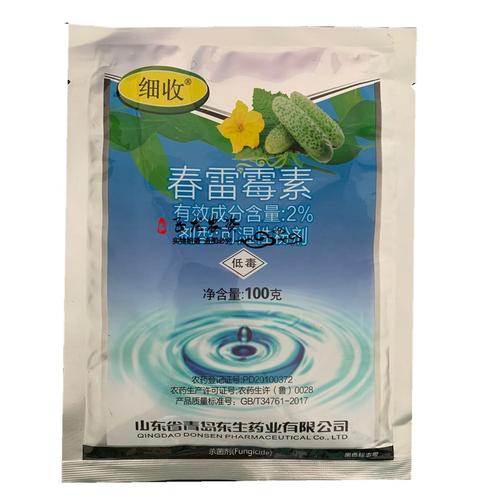 细收®
春雷霉素
有效成分含量:2%
剂型:可湿性粉剂
低毒
净含量:100克
农药登记证号:PD20100372
农药生产许可证号:农药生许(鲁)0028
产品质量标准号:GB/T34761-2017
山东省青岛东生药业有限公司
QINGDAO DONSEN PHARMACEUTICAL Co., LTD.
杀菌剂(Fungicide)